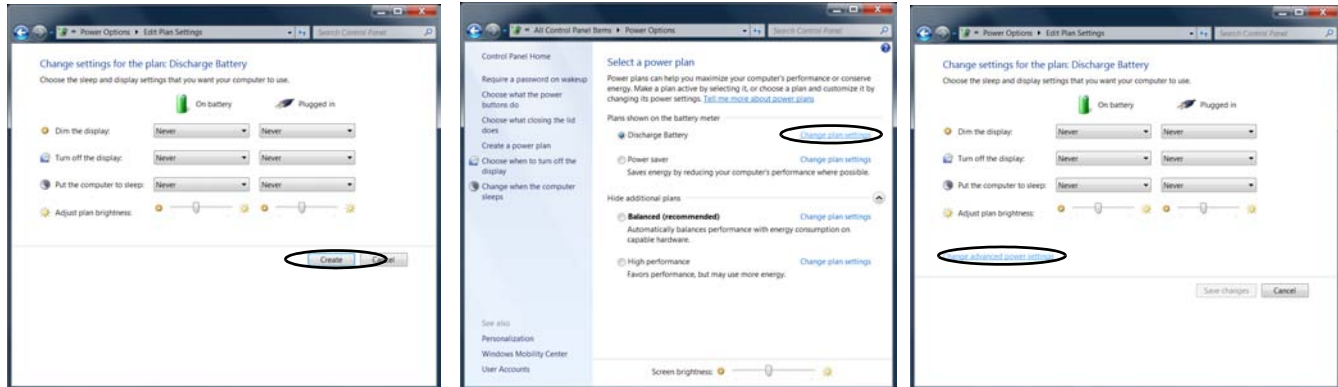 Power Options ▸ Edit Plan Settings
Search Control Panel
Change settings for the plan: Discharge Battery
Choose the sleep and display settings that you want your computer to use.
On battery
Plugged in
Dim the display:
Never
Never
Turn off the display:
Never
Never
Put the computer to sleep:
Never
Never
Adjust plan brightness:
Create
Cancel
All Control Panel Items ▸ Power Options
Search Control Panel
Control Panel Home
Require a password on wakeup
Choose what the power
buttons do
Choose what closing the lid
does
Create a power plan
Choose when to turn off the
display
Change when the computer
sleeps
See also
Personalization
Windows Mobility Center
User Accounts
Select a power plan
Power plans can help you maximize your computer's performance or conserve
energy. Make a plan active by selecting it, or choose a plan and customize it by
changing its power settings. Tell me more about power plans
Plans shown on the battery meter
Discharge Battery
Change plan settings
Power saver
Change plan settings
Saves energy by reducing your computer's performance where possible.
Hide additional plans
Balanced (recommended)
Change plan settings
Automatically balances performance with energy consumption on
capable hardware.
High performance
Change plan settings
Favors performance, but may use more energy.
Screen brightness:
Power Options ▸ Edit Plan Settings
Search Control Panel
Change settings for the plan: Discharge Battery
Choose the sleep and display settings that you want your computer to use.
On battery
Plugged in
Dim the display:
Never
Never
Turn off the display:
Never
Never
Put the computer to sleep:
Never
Never
Adjust plan brightness:
Change advanced power settings
Save changes
Cancel